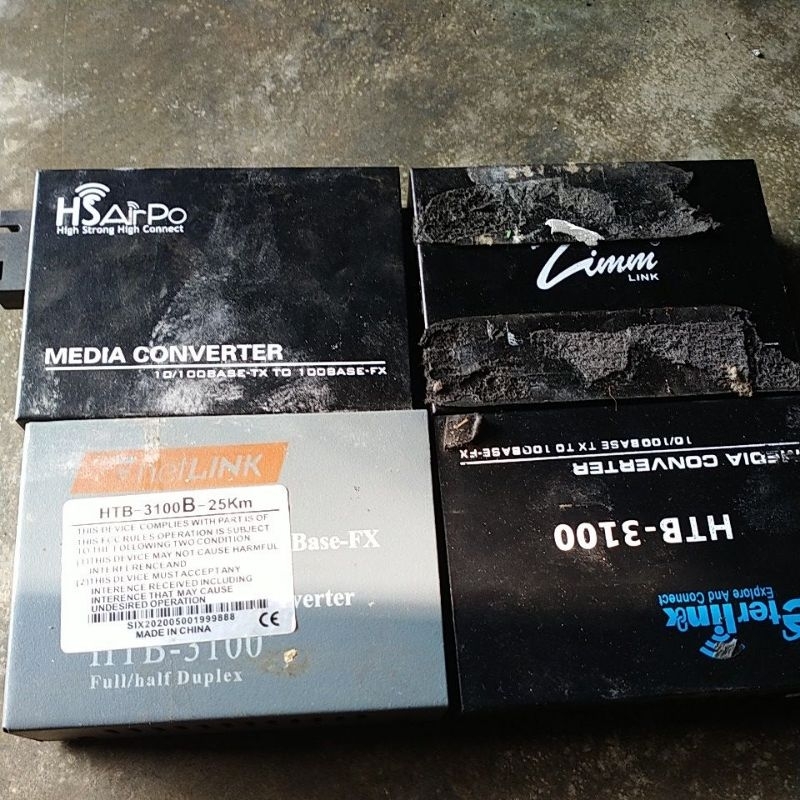 HSAirPo
High Strong High Connect
MEDIA CONVERTER
10/100BASE-TX TO 100BASE-FX
Zimm
LINK
LINK
HTB-3100B-25Km
THIS DEVICE COMPLIES WITH PART IS OF
THIS FCC RULES OPERATION IS SUBJECT
TO THE FOLLOWING TWO CONDITION
(1)THIS DEVICE MAY NOT CAUSE HARMFUL
INTERFERENCEAND
(2)THIS DEVICE MUST ACCEPT ANY
INTERENCE RECEIVED INCLUDING
INTERENCE THAT MAY CAUSE
UNDESIRED OPERATION
SIX202005001999888
MADE IN CHINA
CE
Base-FX
verter
HTB-3100
Full/half Duplex
10/100BASE TX TO 100BASE-FX
MEDIA CONVERTER
HTB-3100
Sterlink
Explore And Connect